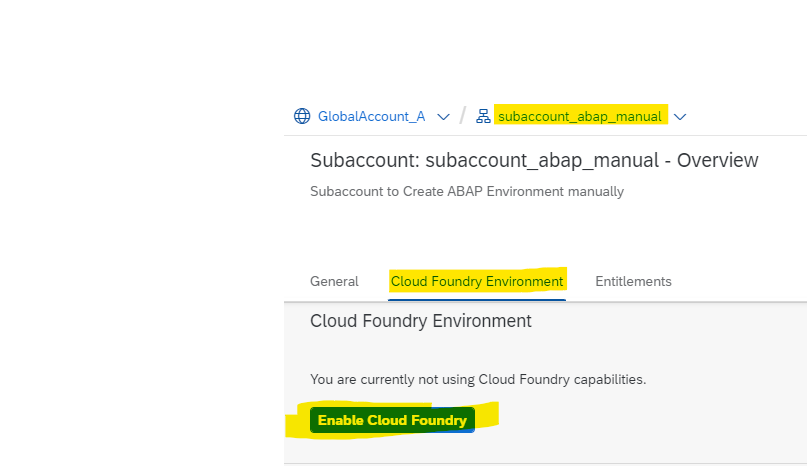 GlobalAccount_A / subaccount_abap_manual
Subaccount: subaccount_abap_manual - Overview
Subaccount to Create ABAP Environment manually
General Cloud Foundry Environment Entitlements
Cloud Foundry Environment
You are currently not using Cloud Foundry capabilities.
Enable Cloud Foundry